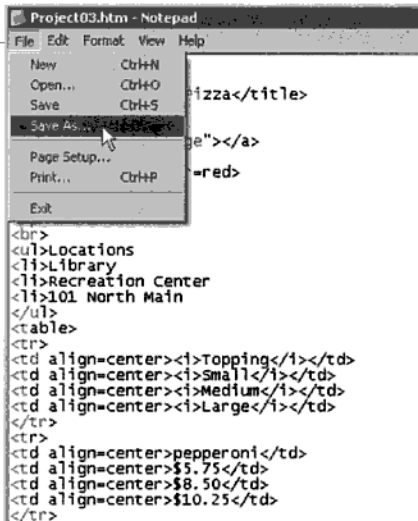 Project03.htm - Notepad
File Edit Format View Help
New Ctrl+N
Open... Ctrl+O
Save Ctrl+S
Save As...
Page Setup...
Print... Ctrl+P
Exit
izza</title>
ge"></a>
=red>
<br>
<ul>Locations
<li>Library
<li>Recreation Center
<li>101 North Main
</ul>
<table>
<tr>
<td align=center><i>Topping</i></td>
<td align=center><i>Small</i></td>
<td align=center><i>Medium</i></td>
<td align=center><i>Large</i></td>
</tr>
<tr>
<td align=center>pepperoni</td>
<td align=center>$5.75</td>
<td align=center>$8.50</td>
<td align=center>$10.25</td>
</tr>